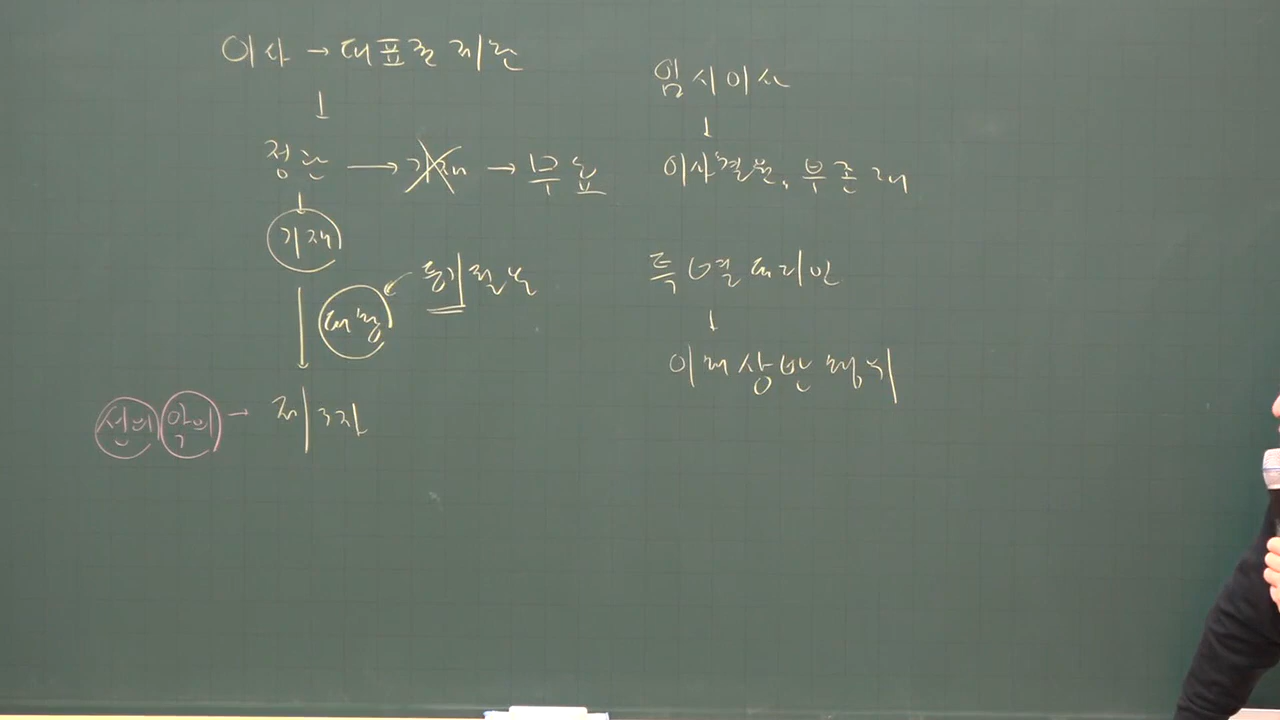 이사 → 대표권 제한
↓
정관 → 기재 → 무효
↓
기재
대항 ← 등기필요
↓
선의 악의 → 제3자
임시이사
↓
이사결원, 부존재
특별대리인
↓
이해상반행위